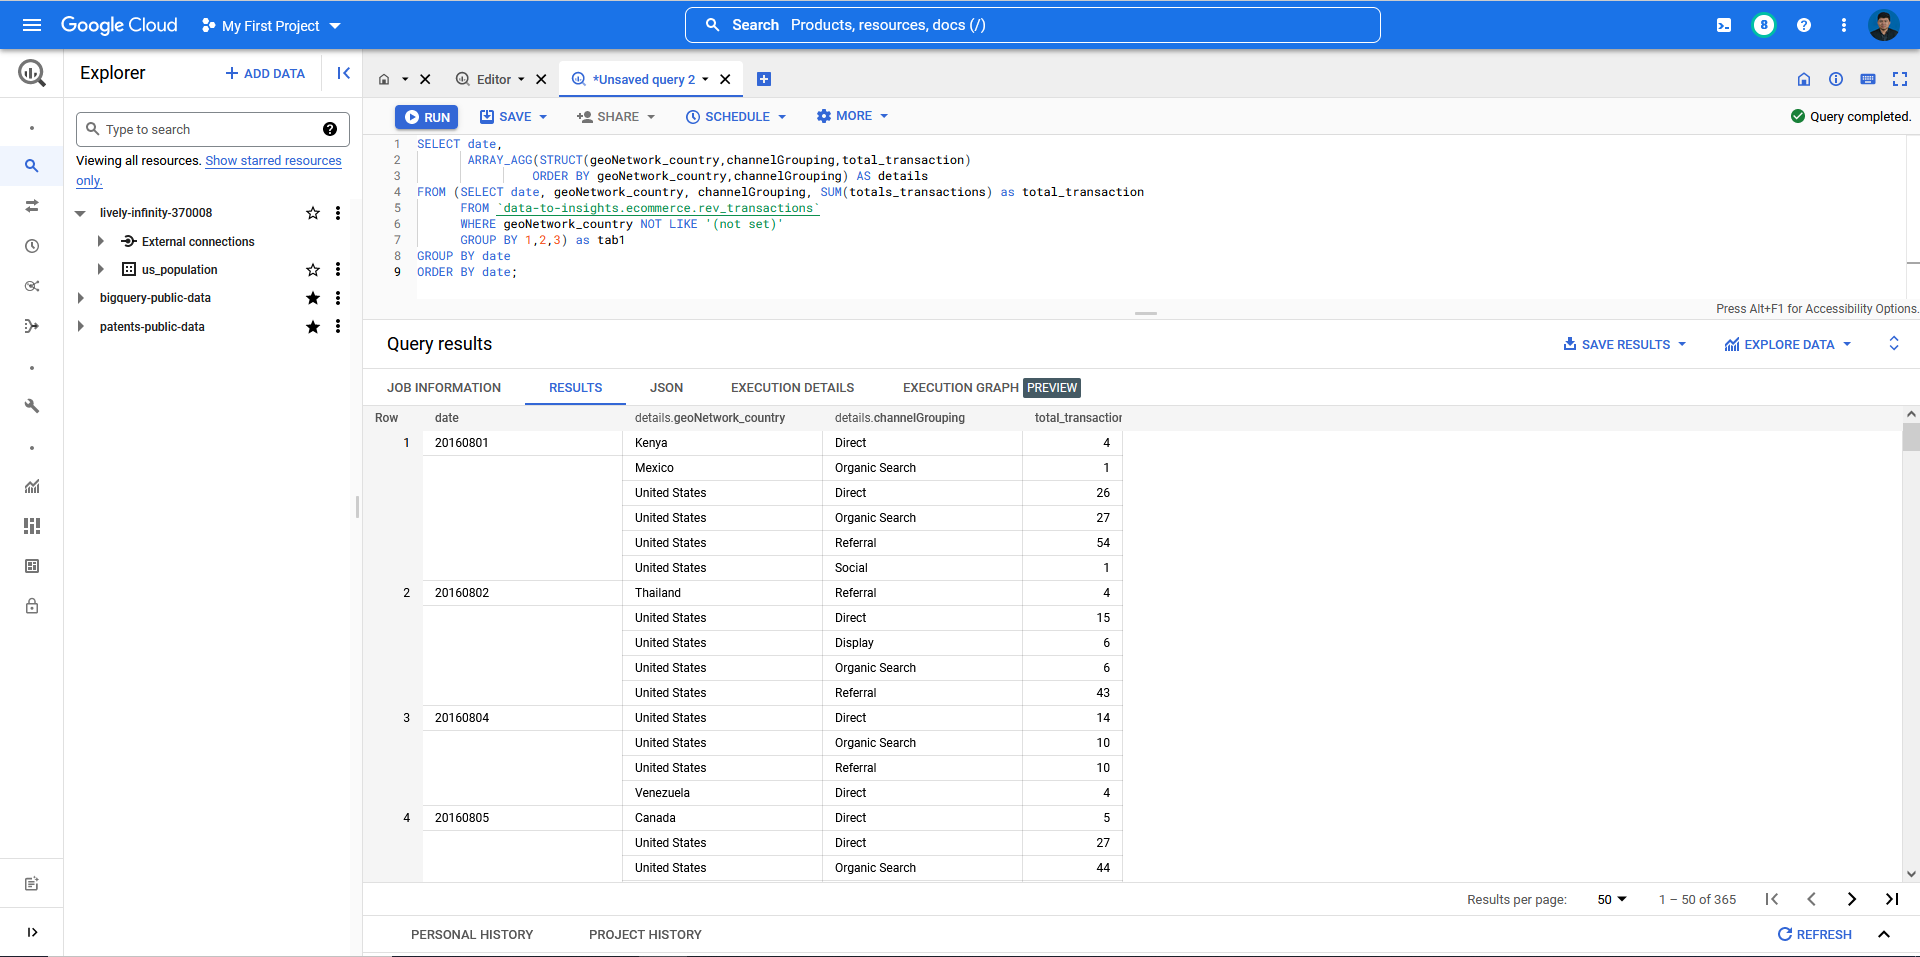 Google Cloud
My First Project
Search Products, resources, docs (/)
8
Explorer
ADD DATA
Editor
*Unsaved query 2
Type to search
Viewing all resources. Show starred resources
only.
lively-infinity-370008
External connections
us_population
bigquery-public-data
patents-public-data
RUN
SAVE
SHARE
SCHEDULE
MORE
Query completed.
1 SELECT date,
2 ARRAY_AGG(STRUCT(geoNetwork_country,channelGrouping,total_transaction)
3 ORDER BY geoNetwork_country,channelGrouping) AS details
4 FROM (SELECT date, geoNetwork_country, channelGrouping, SUM(totals_transactions) as total_transaction
5 FROM `data-to-insights.ecommerce.rev_transactions`
6 WHERE geoNetwork_country NOT LIKE '(not set)'
7 GROUP BY 1,2,3) as tab1
8 GROUP BY date
9 ORDER BY date;
Press Alt+F1 for Accessibility Options.
Query results
SAVE RESULTS
EXPLORE DATA
JOB INFORMATION
RESULTS
JSON
EXECUTION DETAILS
EXECUTION GRAPH PREVIEW
Row date details.geoNetwork_country details.channelGrouping total_transaction
1 20160801 Kenya Direct 4
Mexico Organic Search 1
United States Direct 26
United States Organic Search 27
United States Referral 54
United States Social 1
2 20160802 Thailand Referral 4
United States Direct 15
United States Display 6
United States Organic Search 6
United States Referral 43
3 20160804 United States Direct 14
United States Organic Search 10
United States Referral 10
Venezuela Direct 4
4 20160805 Canada Direct 5
United States Direct 27
United States Organic Search 44
Results per page: 50 1 – 50 of 365
PERSONAL HISTORY
PROJECT HISTORY
REFRESH